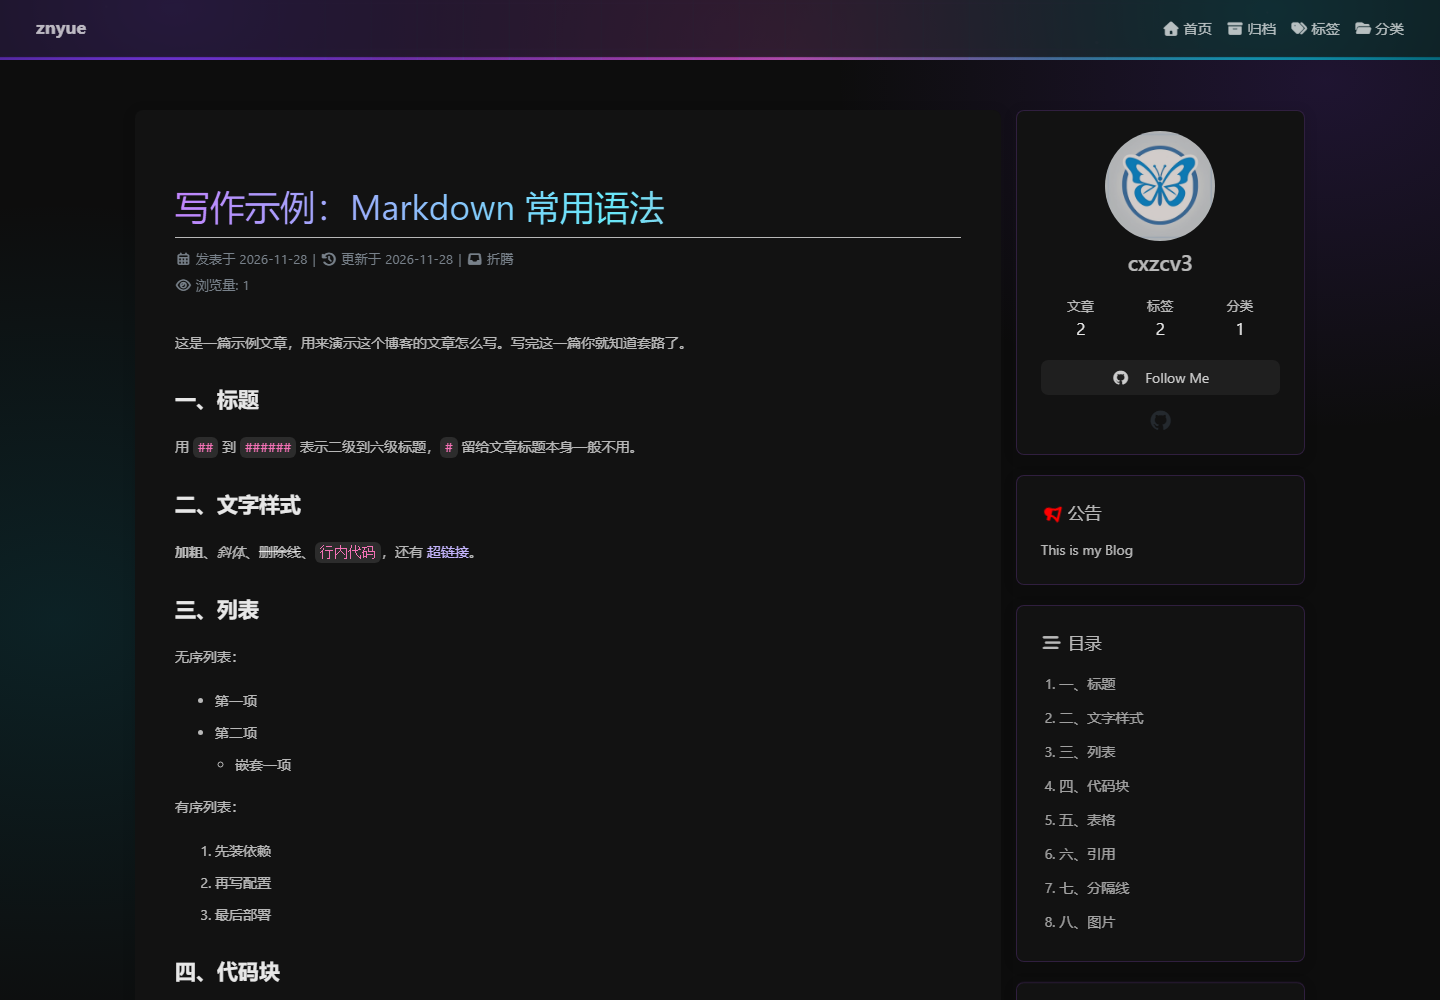 znyue
首页 归档 标签 分类
写作示例：Markdown 常用语法
发表于 2026-11-28 | 更新于 2026-11-28 | 折腾
浏览量: 1
这是一篇示例文章，用来演示这个博客的文章怎么写。写完这一篇你就知道套路了。
一、标题
用 ## 到 ###### 表示二级到六级标题，# 留给文章标题本身一般不用。
二、文字样式
加粗、斜体、删除线、行内代码，还有 超链接。
三、列表
无序列表：
• 第一项
• 第二项
◦ 嵌套一项
有序列表：
1. 先装依赖
2. 再写配置
3. 最后部署
四、代码块
cxzcv3
文章 标签 分类
2 2 1
Follow Me
公告
This is my Blog
目录
1. 一、标题
2. 二、文字样式
3. 三、列表
4. 四、代码块
5. 五、表格
6. 六、引用
7. 七、分隔线
8. 八、图片